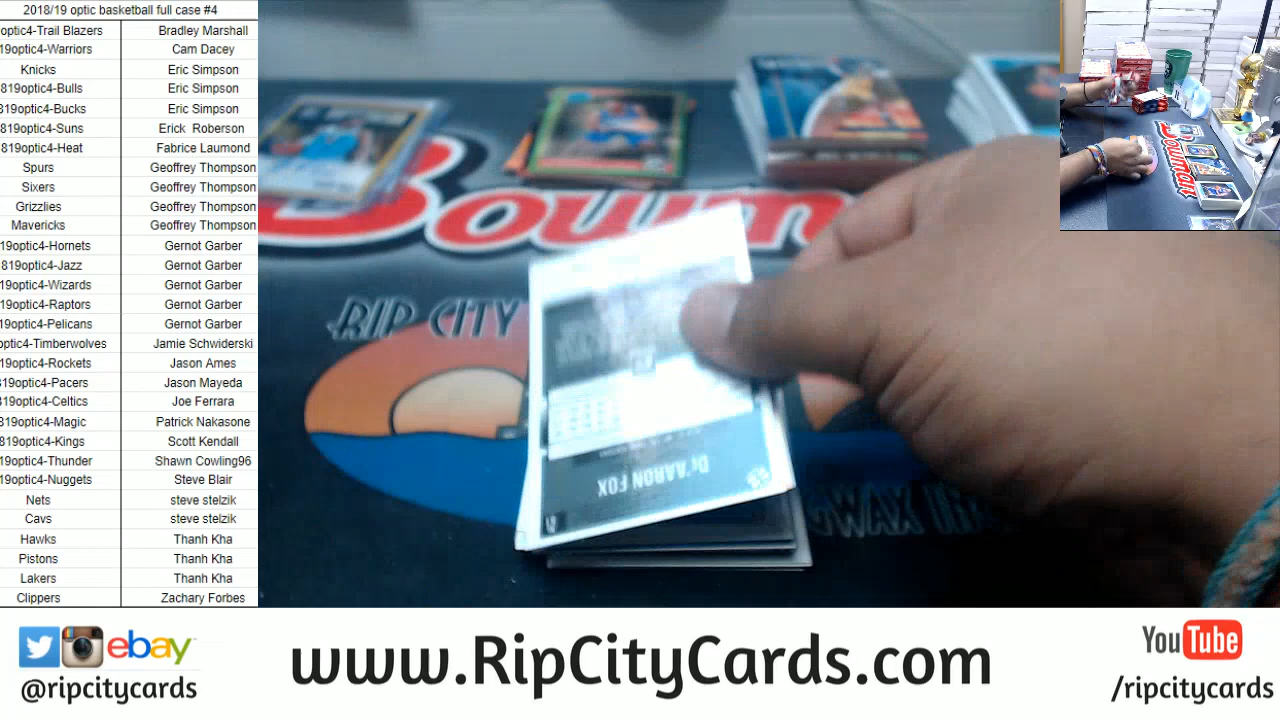 2018/19 optic basketball full case #4
optic4-Trail Blazers Bradley Marshall
19optic4-Warriors Cam Dacey
Knicks Eric Simpson
819optic4-Bulls Eric Simpson
819optic4-Bucks Eric Simpson
819optic4-Suns Erick Roberson
819optic4-Heat Fabrice Laumond
Spurs Geoffrey Thompson
Sixers Geoffrey Thompson
Grizzlies Geoffrey Thompson
Mavericks Geoffrey Thompson
19optic4-Hornets Gernot Garber
819optic4-Jazz Gernot Garber
19optic4-Wizards Gernot Garber
19optic4-Raptors Gernot Garber
19optic4-Pelicans Gernot Garber
optic4-Timberwolves Jamie Schwiderski
19optic4-Rockets Jason Ames
819optic4-Pacers Jason Mayeda
819optic4-Celtics Joe Ferrara
819optic4-Magic Patrick Nakasone
819optic4-Kings Scott Kendall
19optic4-Thunder Shawn Cowling96
19optic4-Nuggets Steve Blair
Nets steve stelzik
Cavs steve stelzik
Hawks Thanh Kha
Pistons Thanh Kha
Lakers Thanh Kha
Clippers Zachary Forbes
Bowman
RIP CITY
WAX
DE'AARON FOX
Bowman
ebay
@ripcitycards
www.RipCityCards.com
YouTube
/ripcitycards